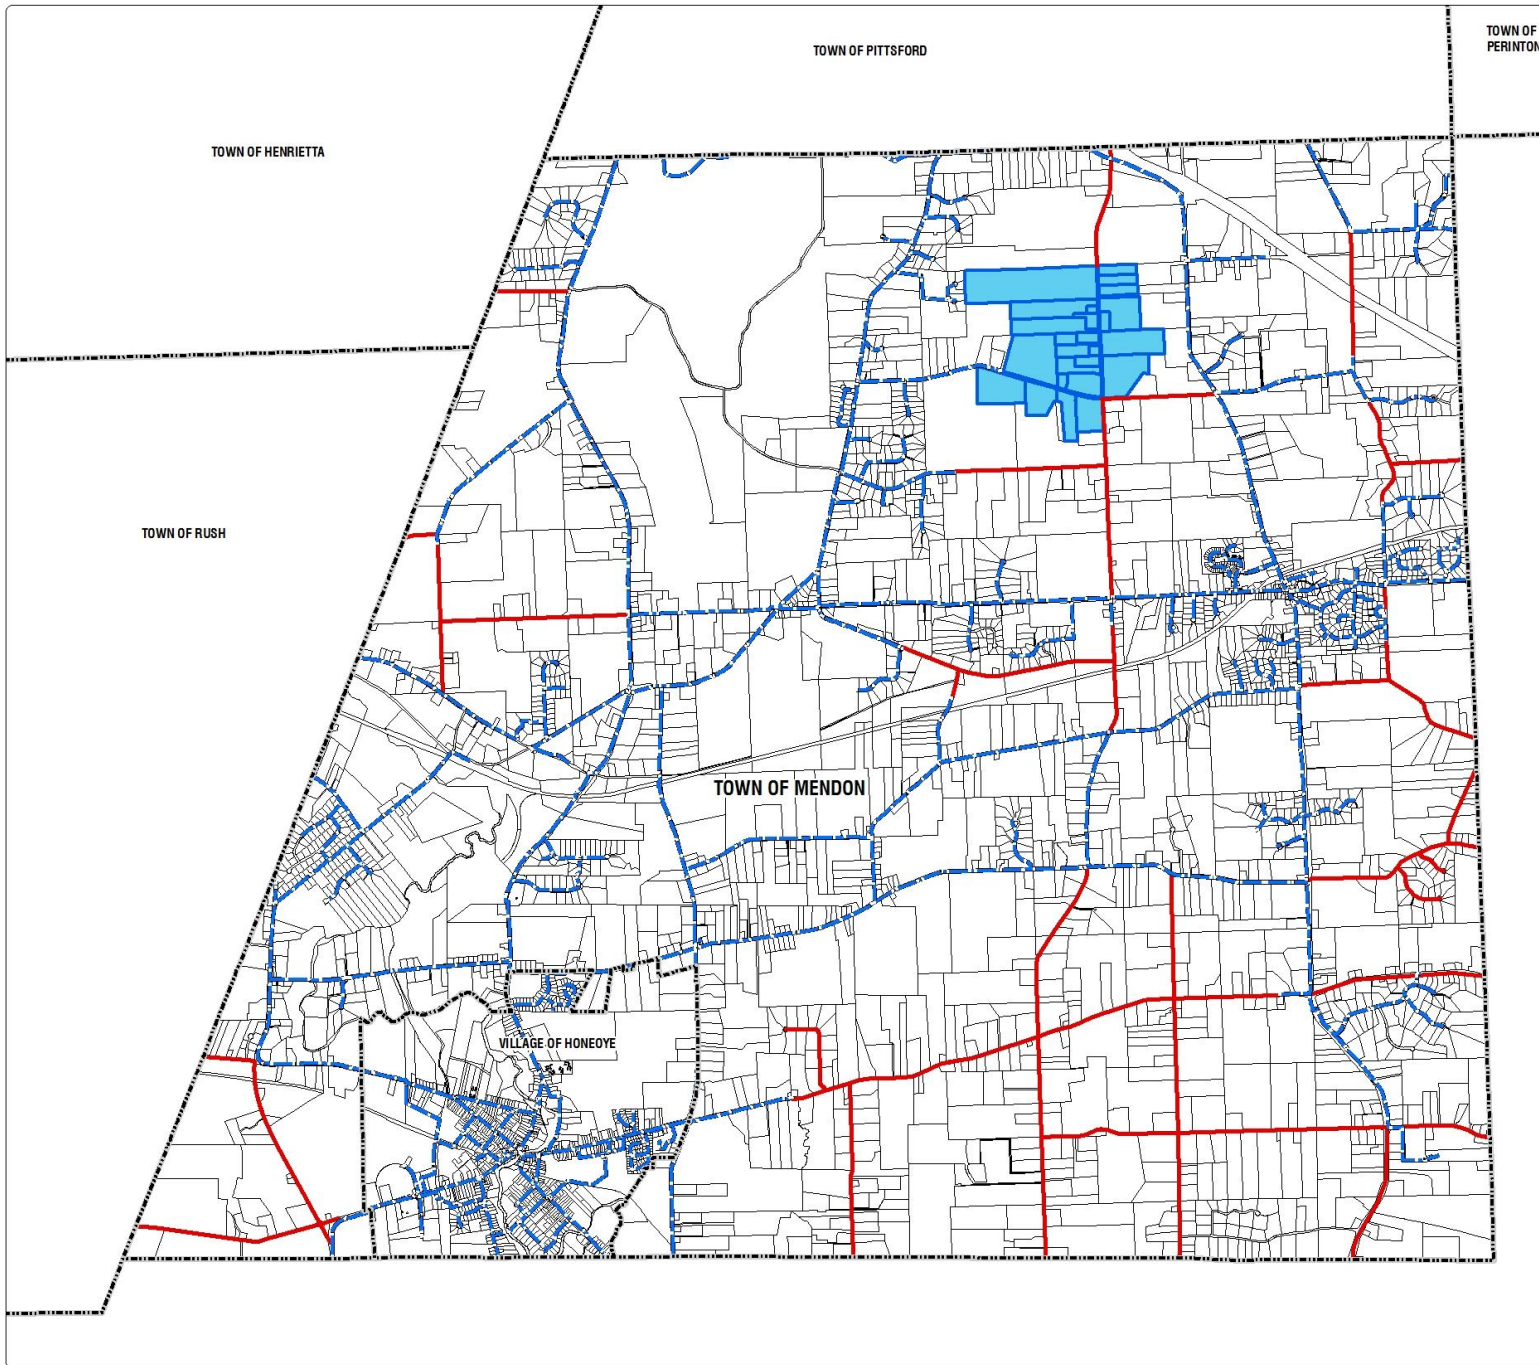 TOWN OF PITTSFORD
TOWN OF
PERINTON
TOWN OF HENRIETTA
TOWN OF RUSH
TOWN OF MENDON
VILLAGE OF HONEOYE